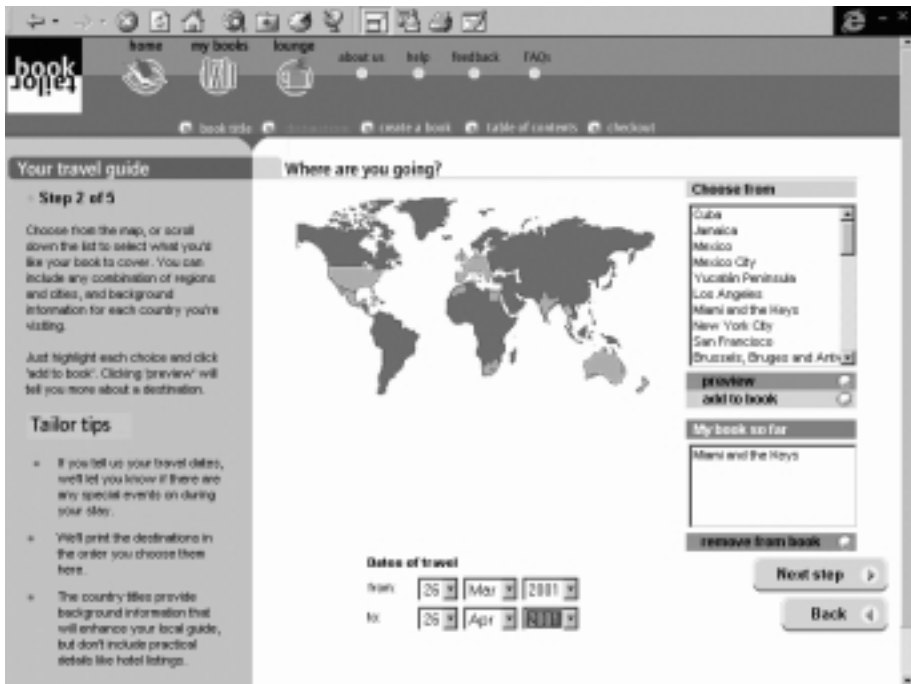 home my books lounge
about us help feedback FAQs
book
tailor
book title create a book table of contents checkout
Your travel guide
Where are you going?
Step 2 of 5
Choose from the map, or scroll
down the list to select what you'd
like your book to cover. You can
include any combination of regions
and cities, and background
information for each country you're
visiting.
Just highlight each choice and click
'add to book'. Clicking 'preview' will
tell you more about a destination.
Tailor tips
If you tell us your travel dates,
we'll let you know if there are
any special events on during
your stay.
We'll print the destinations in
the order you choose them
here.
The country titles provide
background information that
will enhance your local guide,
but don't include practical
details like hotel listings.
Choose from
Cuba
Jamaica
Mexico
Mexico City
Yucatán Peninsula
Los Angeles
Miami and the Keys
New York City
San Francisco
Brussels, Bruges and Antw
preview
add to book
My book so far
Miami and the Keys
remove from book
Dates of travel
from: 26 Mar 2001
to: 26 Apr
Next step
Back